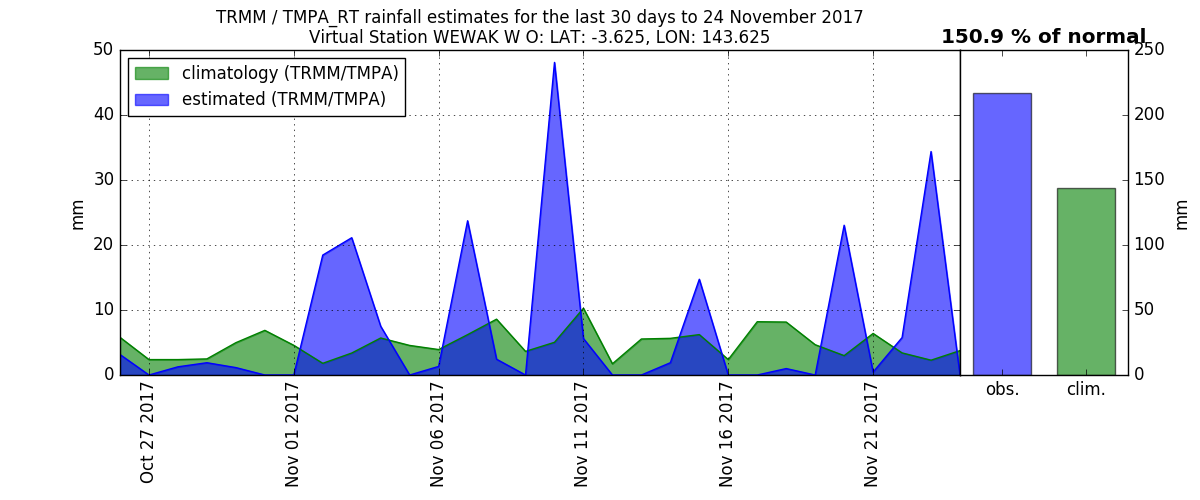 TRMM / TMPA_RT rainfall estimates for the last 30 days to 24 November 2017
Virtual Station WEWAK W O: LAT: -3.625, LON: 143.625
150.9 % of normal
climatology (TRMM/TMPA)
estimated (TRMM/TMPA)
50
40
30
20
10
0
mm
Oct 27 2017
Nov 01 2017
Nov 06 2017
Nov 11 2017
Nov 16 2017
Nov 21 2017
250
200
150
100
50
0
mm
obs.
clim.